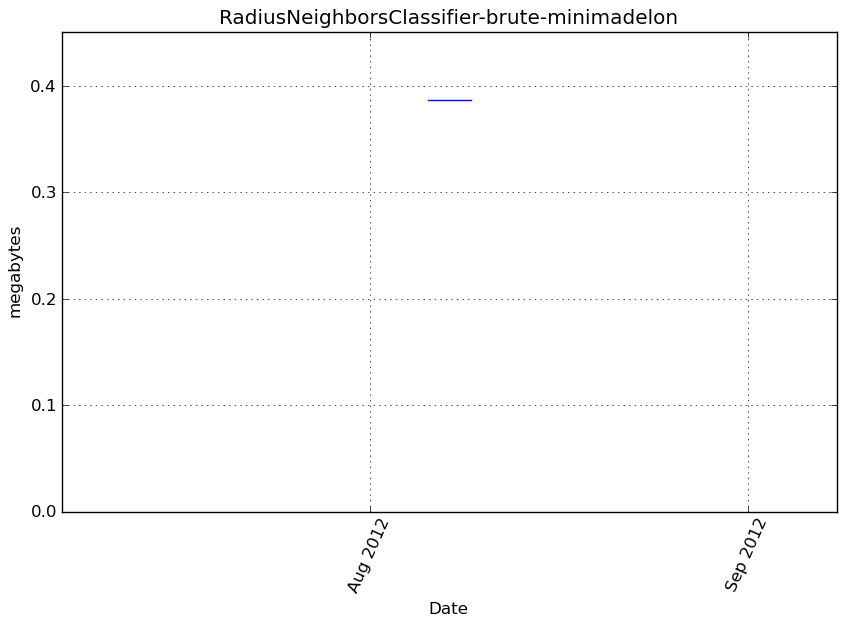 RadiusNeighborsClassifier-brute-minimadelon
0.4
0.3
0.2
0.1
0.0
megabytes
Aug 2012
Sep 2012
Date